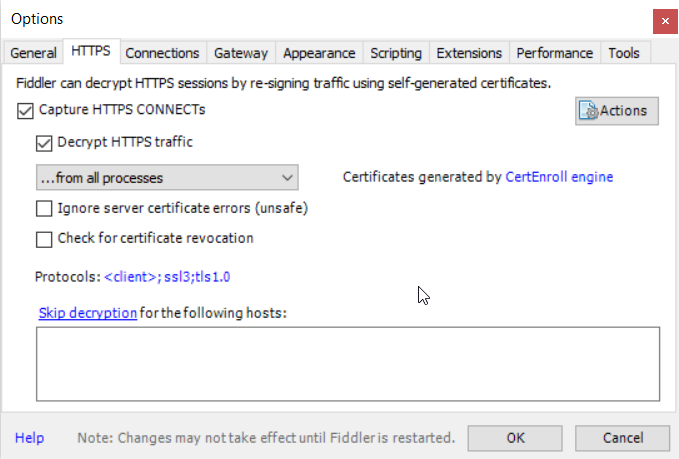 Options
General HTTPS Connections Gateway Appearance Scripting Extensions Performance Tools
Fiddler can decrypt HTTPS sessions by re-signing traffic using self-generated certificates.
Capture HTTPS CONNECTs Actions
Decrypt HTTPS traffic
...from all processes Certificates generated by CertEnroll engine
Ignore server certificate errors (unsafe)
Check for certificate revocation
Protocols: <client>;ssl3;tls1.0
Skip decryption for the following hosts:
Help Note: Changes may not take effect until Fiddler is restarted. OK Cancel